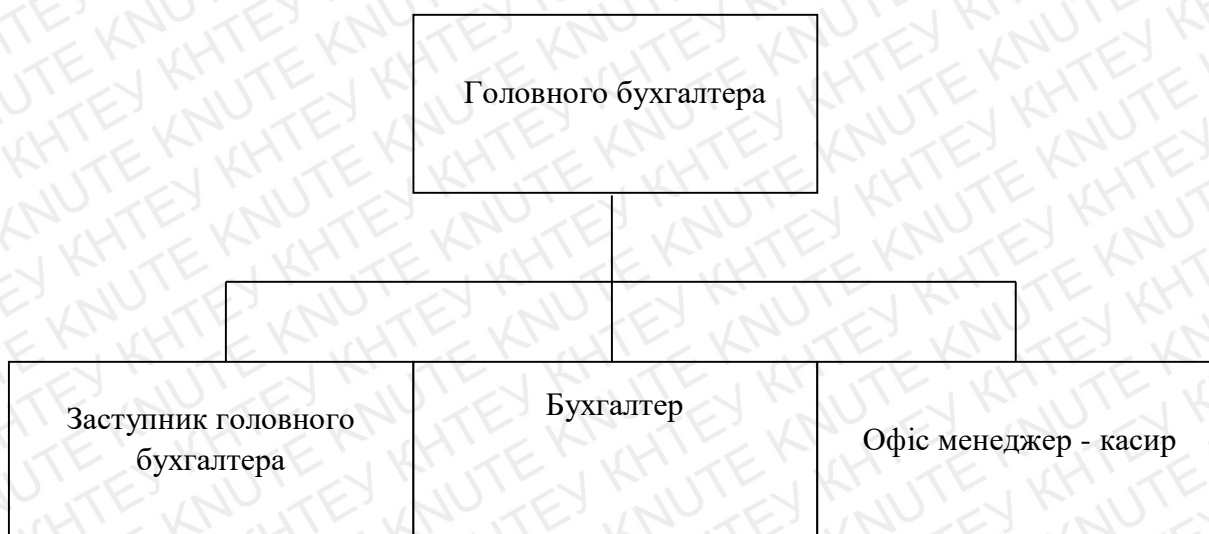 Головного бухгалтера
Заступник головного
бухгалтера
Бухгалтер
Офіс менеджер - касир